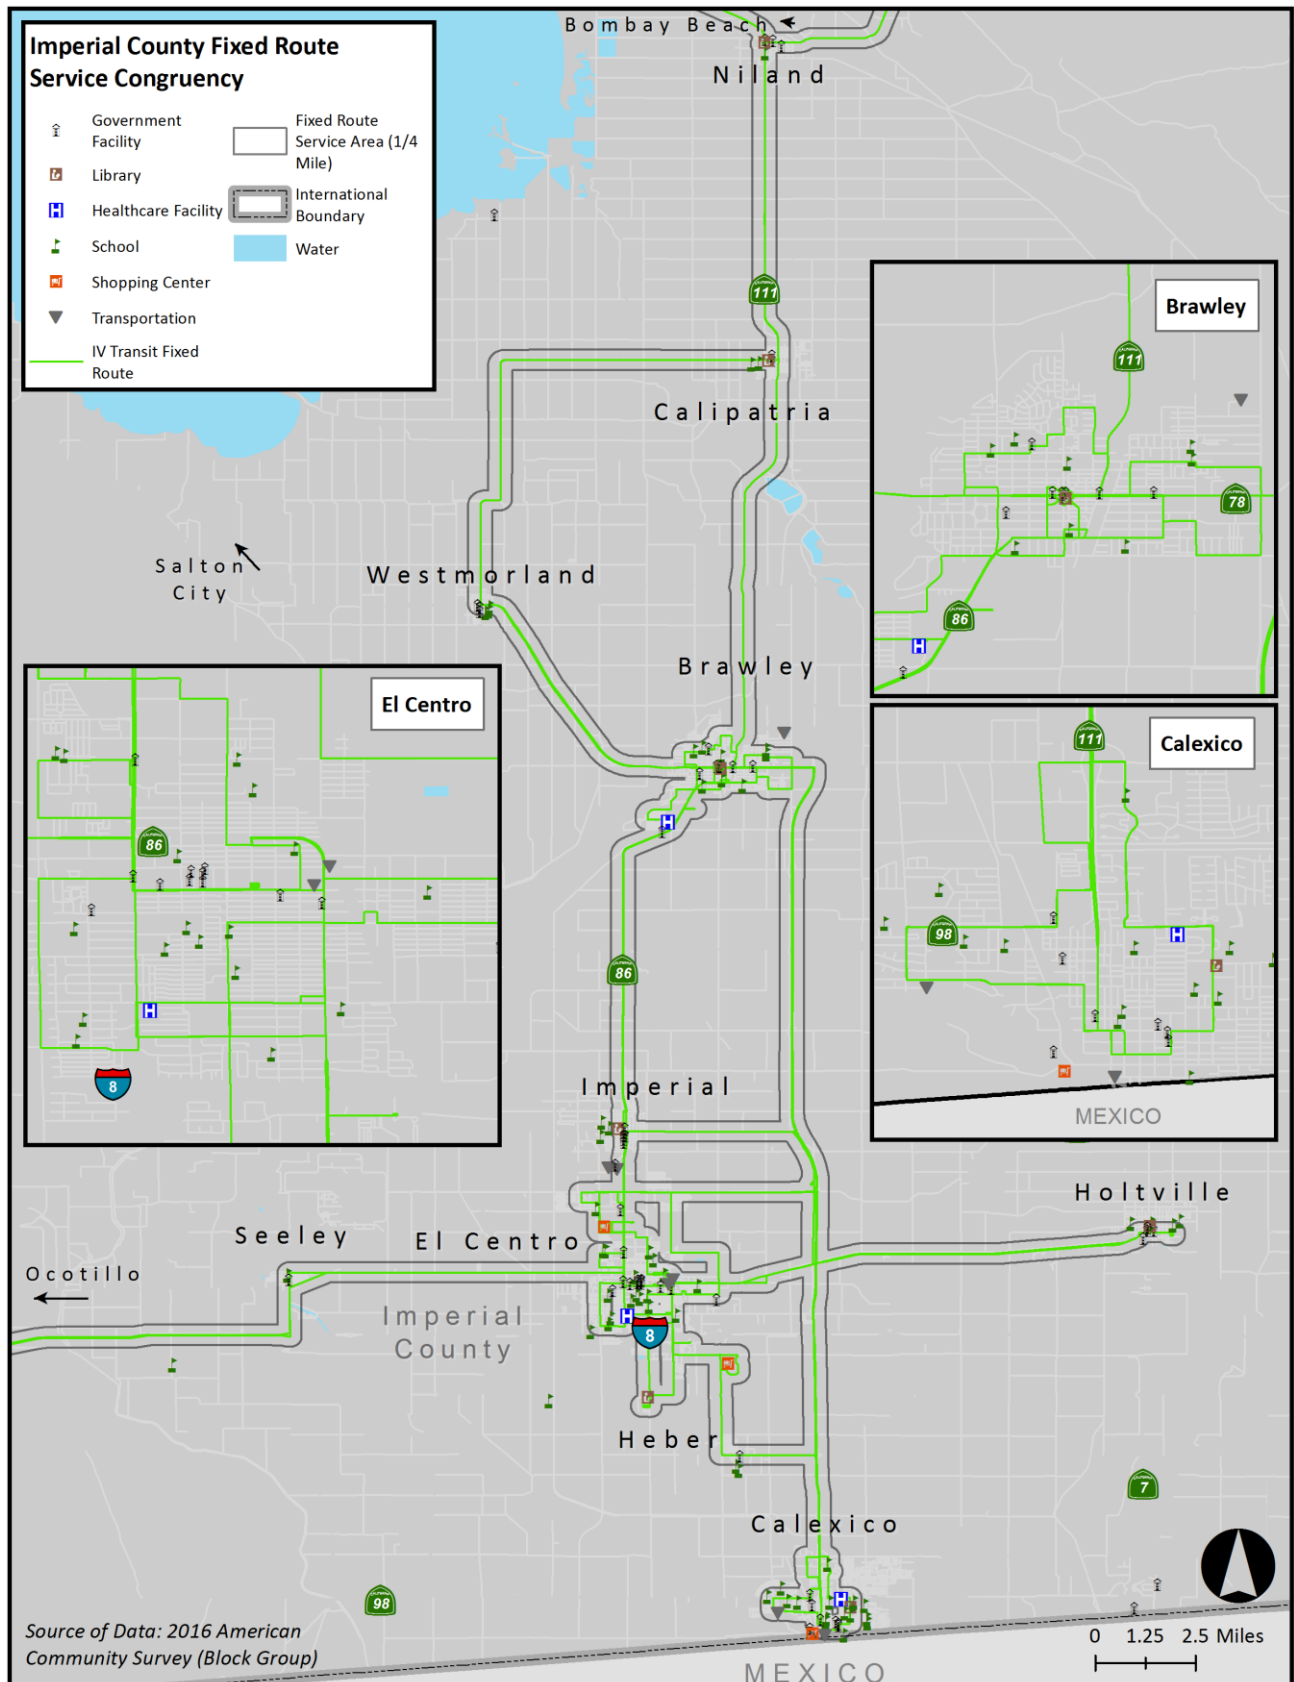 Imperial County Fixed Route
Service Congruency
Government
Facility
Library
Healthcare Facility
School
Shopping Center
Transportation
IV Transit Fixed
Route
Fixed Route
Service Area (1/4
Mile)
International
Boundary
Water
Bombay Beach
Niland
111
Calipatria
Salton
City
Westmorland
Brawley
Brawley
111
78
86
El Centro
86
8
Calexico
111
98
MEXICO
86
Imperial
Holtville
Seeley
El Centro
Ocotillo
Imperial
County
8
Heber
7
Calexico
98
Source of Data: 2016 American
Community Survey (Block Group)
0 1.25 2.5 Miles
MEXICO